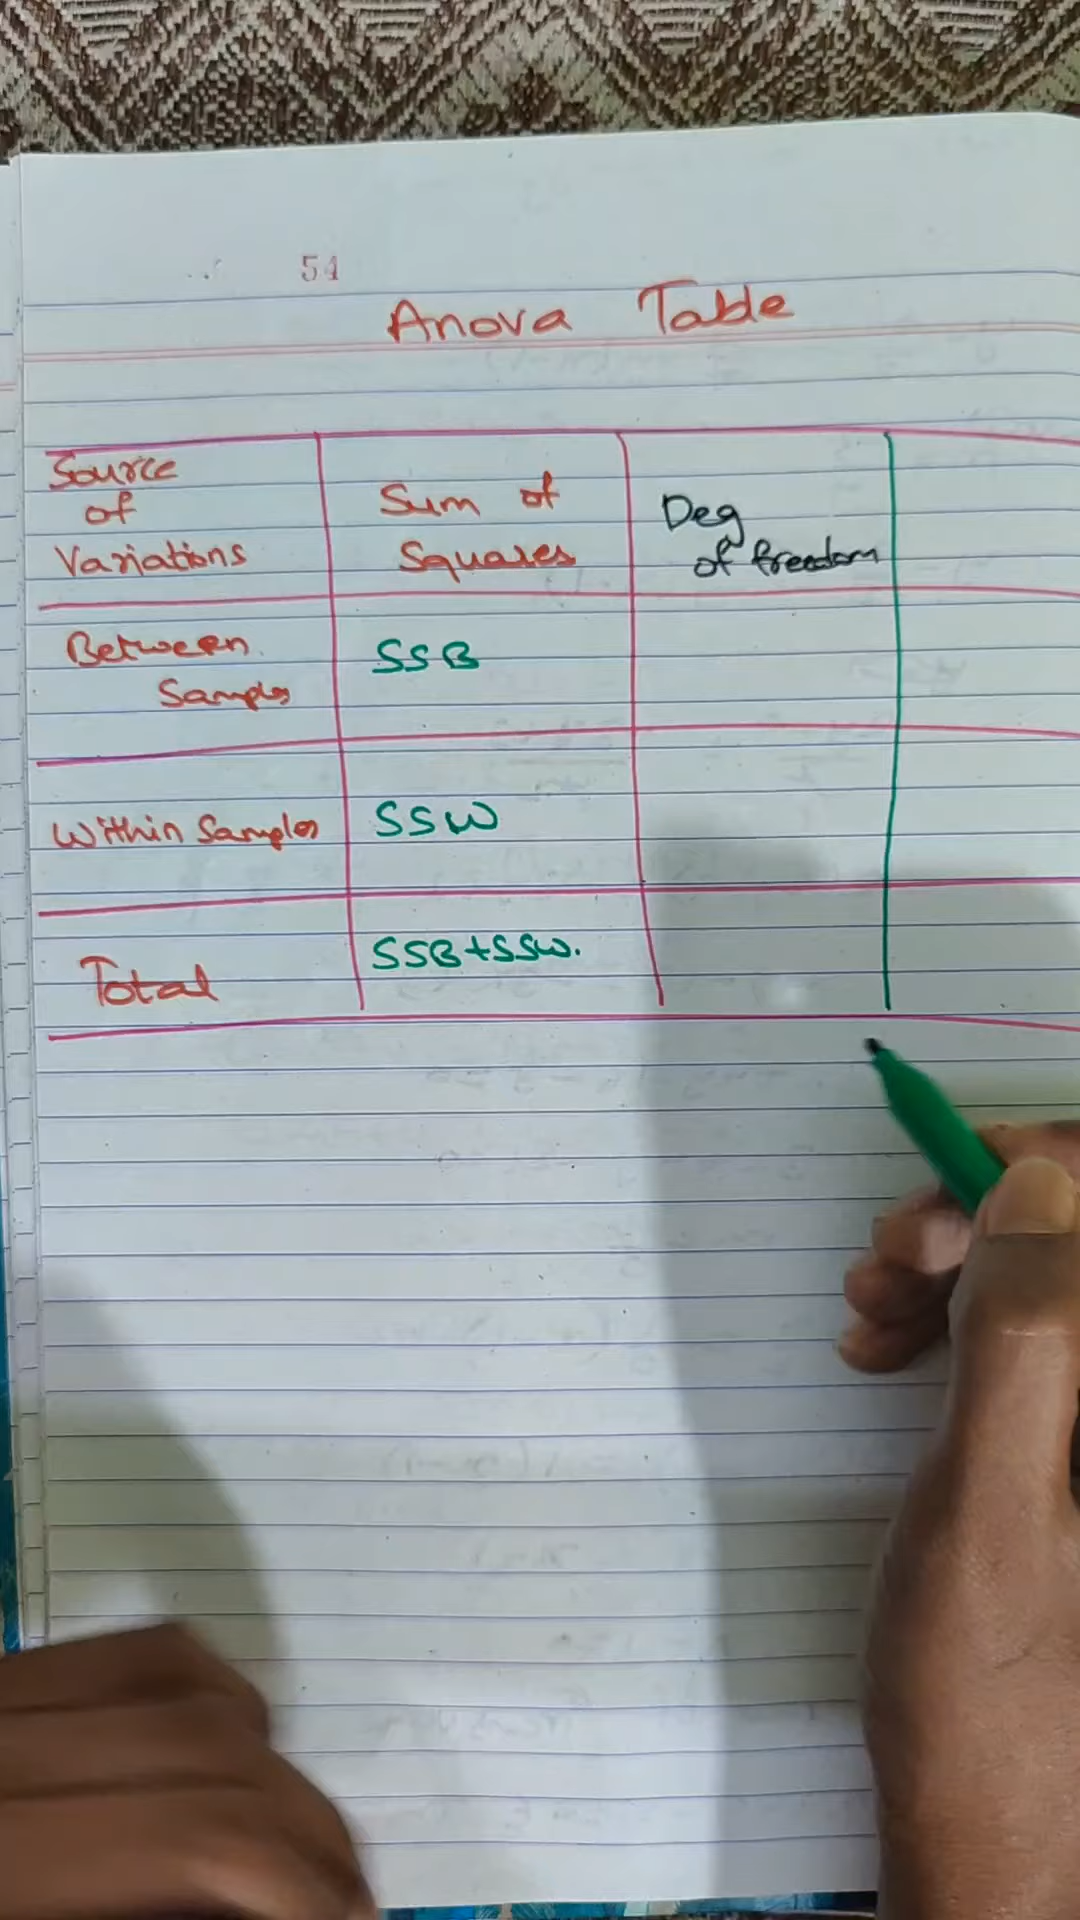 54
Anova Table
Source
of
Variations
Sum of
Squares
Deg
of freedom
Between
Samples
SSB
Within Samples
SSW
Total
SSB+SSW.